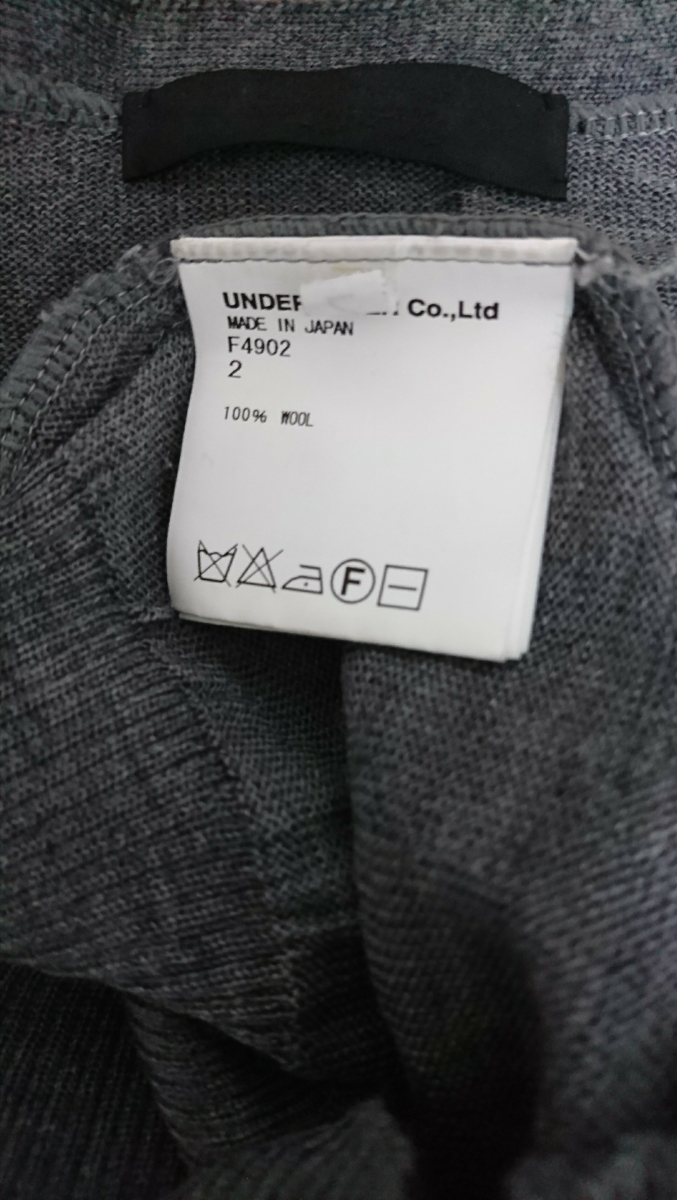 UNDER Co.,Ltd
MADE IN JAPAN
F4902
2
100% WOOL
F